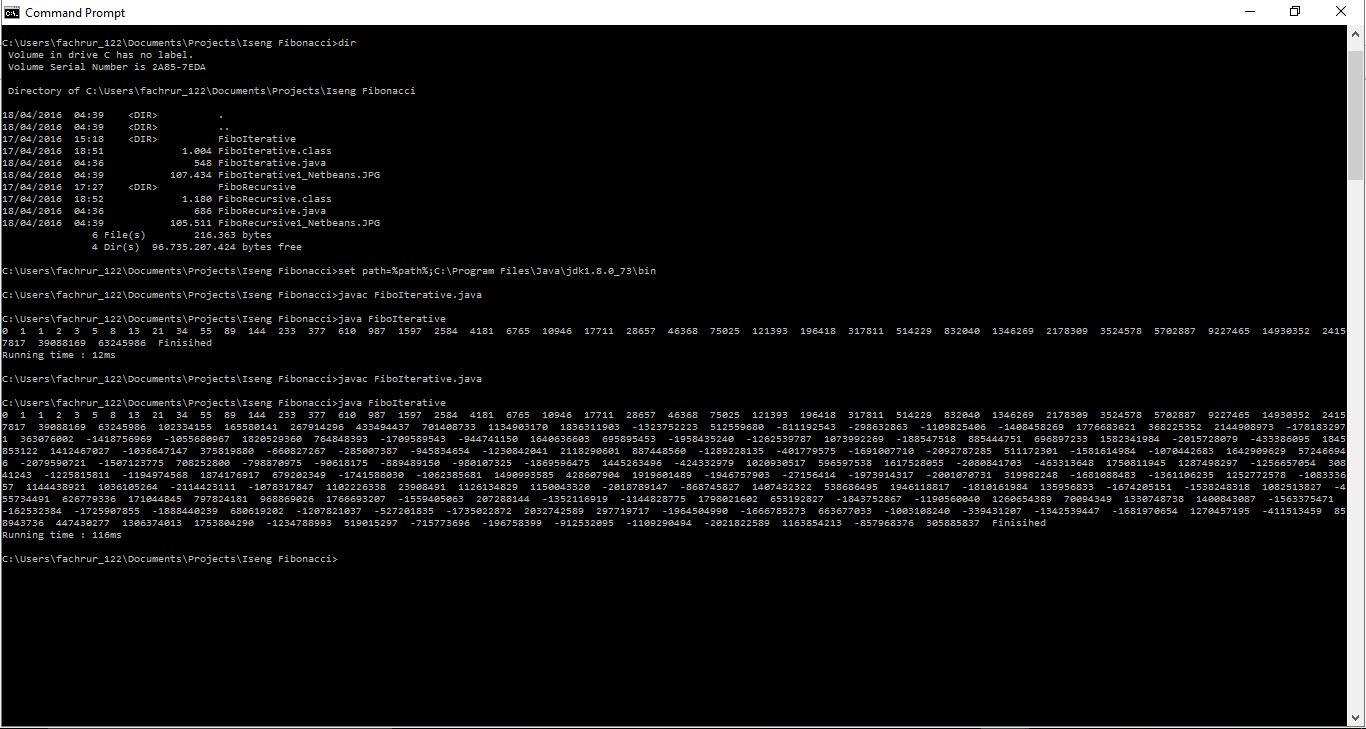 Command Prompt
C:\Users\fachrur_122\Documents\Projects\Iseng Fibonacci>dir
Volume in drive C has no label.
Volume Serial Number is 2A85-7EDA
Directory of C:\Users\fachrur_122\Documents\Projects\Iseng Fibonacci
18/04/2016  04:39    <DIR>          .
18/04/2016  04:39    <DIR>          ..
17/04/2016  15:18    <DIR>          FiboIterative
17/04/2016  18:51             1.004 FiboIterative.class
18/04/2016  04:36               548 FiboIterative.java
18/04/2016  04:39           107.434 FiboIterative1_Netbeans.JPG
17/04/2016  17:27    <DIR>          FiboRecursive
17/04/2016  18:52             1.180 FiboRecursive.class
18/04/2016  04:36               686 FiboRecursive.java
18/04/2016  04:39           105.511 FiboRecursive1_Netbeans.JPG
6 File(s)        216.363 bytes
4 Dir(s)  96.735.207.424 bytes free
C:\Users\fachrur_122\Documents\Projects\Iseng Fibonacci>set path=%path%;C:\Program Files\Java\jdk1.8.0_73\bin
C:\Users\fachrur_122\Documents\Projects\Iseng Fibonacci>javac FiboIterative.java
C:\Users\fachrur_122\Documents\Projects\Iseng Fibonacci>java FiboIterative
0  1  1  2  3  5  8  13  21  34  55  89  144  233  377  610  987  1597  2584  4181  6765  10946  17711  28657  46368  75025  121393  196418  317811  514229  832040  1346269  2178309  3524578  5702887  9227465  14930352  2415
7817  39088169  63245986  Finisihed
Running time : 12ms
C:\Users\fachrur_122\Documents\Projects\Iseng Fibonacci>javac FiboIterative.java
C:\Users\fachrur_122\Documents\Projects\Iseng Fibonacci>java FiboIterative
0  1  1  2  3  5  8  13  21  34  55  89  144  233  377  610  987  1597  2584  4181  6765  10946  17711  28657  46368  75025  121393  196418  317811  514229  832040  1346269  2178309  3524578  5702887  9227465  14930352  2415
7817  39088169  63245986  102334155  165580141  267914296  433494437  701408733  1134903170  1836311903  -1323752223  512559680  -811192543  -298632863  -1109825406  -1408458269  1776683621  368225352  2144908973  -178183297
1  363076002  -1418756969  -1055680967  1820529360  764848393  -1709589543  -944741150  1640636603  695895453  -1958435240  -1262539787  1073992269  -188547518  885444751  696897233  1582341984  -2015728079  -433386095  1845
853122  1412467027  -1036647147  375819880  -660827267  -285007387  -945834654  -1230842041  2118290601  887448560  -1289228135  -401779575  -1691007710  -2092787285  511172301  -1581614984  -1070442683  1642909629  57246694
6  -2079590721  -1507123775  708252800  -798870975  -90618175  -889489150  -980107325  -1869596475  1445263496  -424332979  1020930517  596597538  1617528055  -2080841703  -463313648  1750811945  1287498297  -1256657054  308
41243  -1225815811  -1194974568  1874176917  679202349  -1741588030  -1062385681  1490993585  428607904  1919601489  -1946757903  -27156414  -1973914317  -2001070731  319982248  -1681088483  -1361106235  1252772578  -1083336
57  1144438921  1036105264  -2114423111  -1078317847  1102226338  23908491  1126134829  1150043320  -2018789147  -868745827  1407432322  538686495  1946118817  -1810161984  135956833  -1674205151  -1538248318  1082513827  -4
55734491  626779336  171044845  797824181  968869026  1766693207  -1559405063  207288144  -1352116919  -1144828775  1798021602  653192827  -1843752867  -1190560040  1260654389  70094349  1330748738  1400843087  -1563375471
-162532384  -1725907855  -1888440239  680619202  -1207821037  -527201835  -1735022872  2032742589  297719717  -1964504990  -1666785273  663677033  -1003108240  -339431207  -1342539447  -1681970654  1270457195  -411513459  85
8943736  447430277  1306374013  1753804290  -1234788993  519015297  -715773696  -196758399  -912532095  -1109290494  -2021822589  1163854213  -857968376  305885837  Finisihed
Running time : 116ms
C:\Users\fachrur_122\Documents\Projects\Iseng Fibonacci>